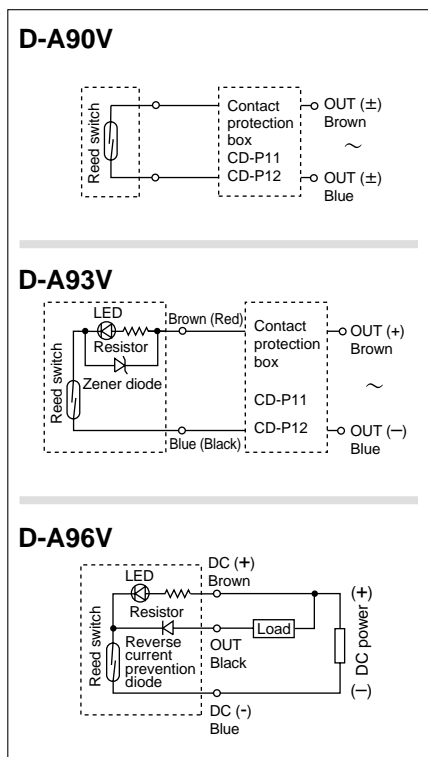 D-A90V
Reed switch
Contact
protection
box
CD-P11
CD-P12
OUT (±)
Brown
~
OUT (±)
Blue
D-A93V
LED
Resistor
Zener diode
Reed switch
Brown (Red)
Blue (Black)
Contact
protection
box
CD-P11
CD-P12
OUT (+)
Brown
~
OUT (−)
Blue
D-A96V
LED
Resistor
Reverse
current
prevention
diode
Reed switch
DC (+)
Brown
OUT
Black
Load
DC (-)
Blue
(+)
DC power
(−)